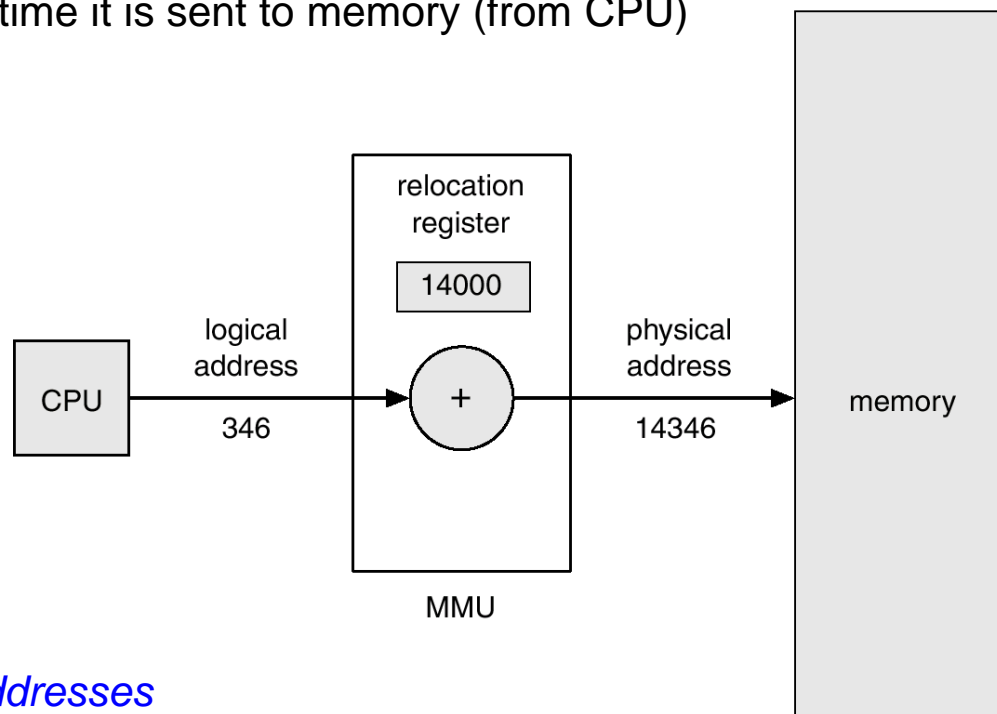 time it is sent to memory (from CPU)
relocation
register
14000
logical
address
physical
address
CPU
+
memory
346
14346
MMU
ddresses